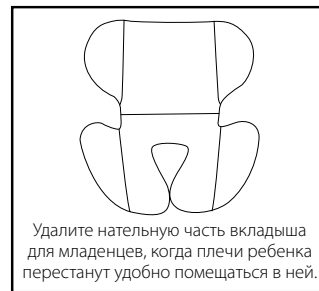 Удалите нательную часть вкладыша
для младенцев, когда плечи ребенка
перестанут удобно помещаться в ней.